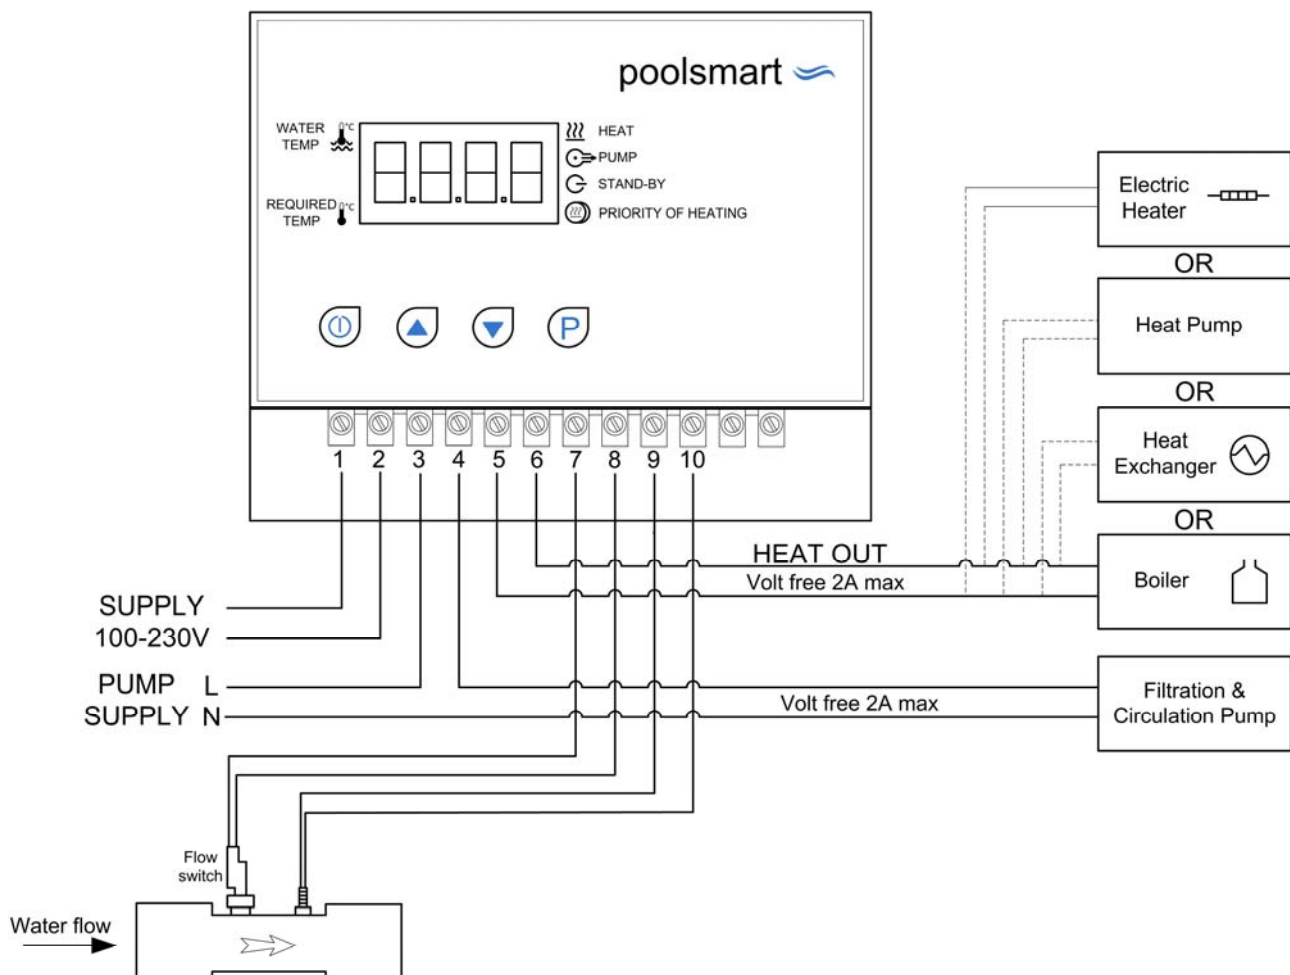 poolsmart
WATER
TEMP
0°C
HEAT
PUMP
STAND-BY
REQUIRED
TEMP
0°C
PRIORITY OF HEATING
P
1 2 3 4 5 6 7 8 9 10
Electric
Heater
OR
Heat Pump
OR
Heat
Exchanger
OR
Boiler
HEAT OUT
Volt free 2A max
SUPPLY
100-230V
PUMP L
SUPPLY N
Volt free 2A max
Filtration &
Circulation Pump
Flow
switch
Water flow